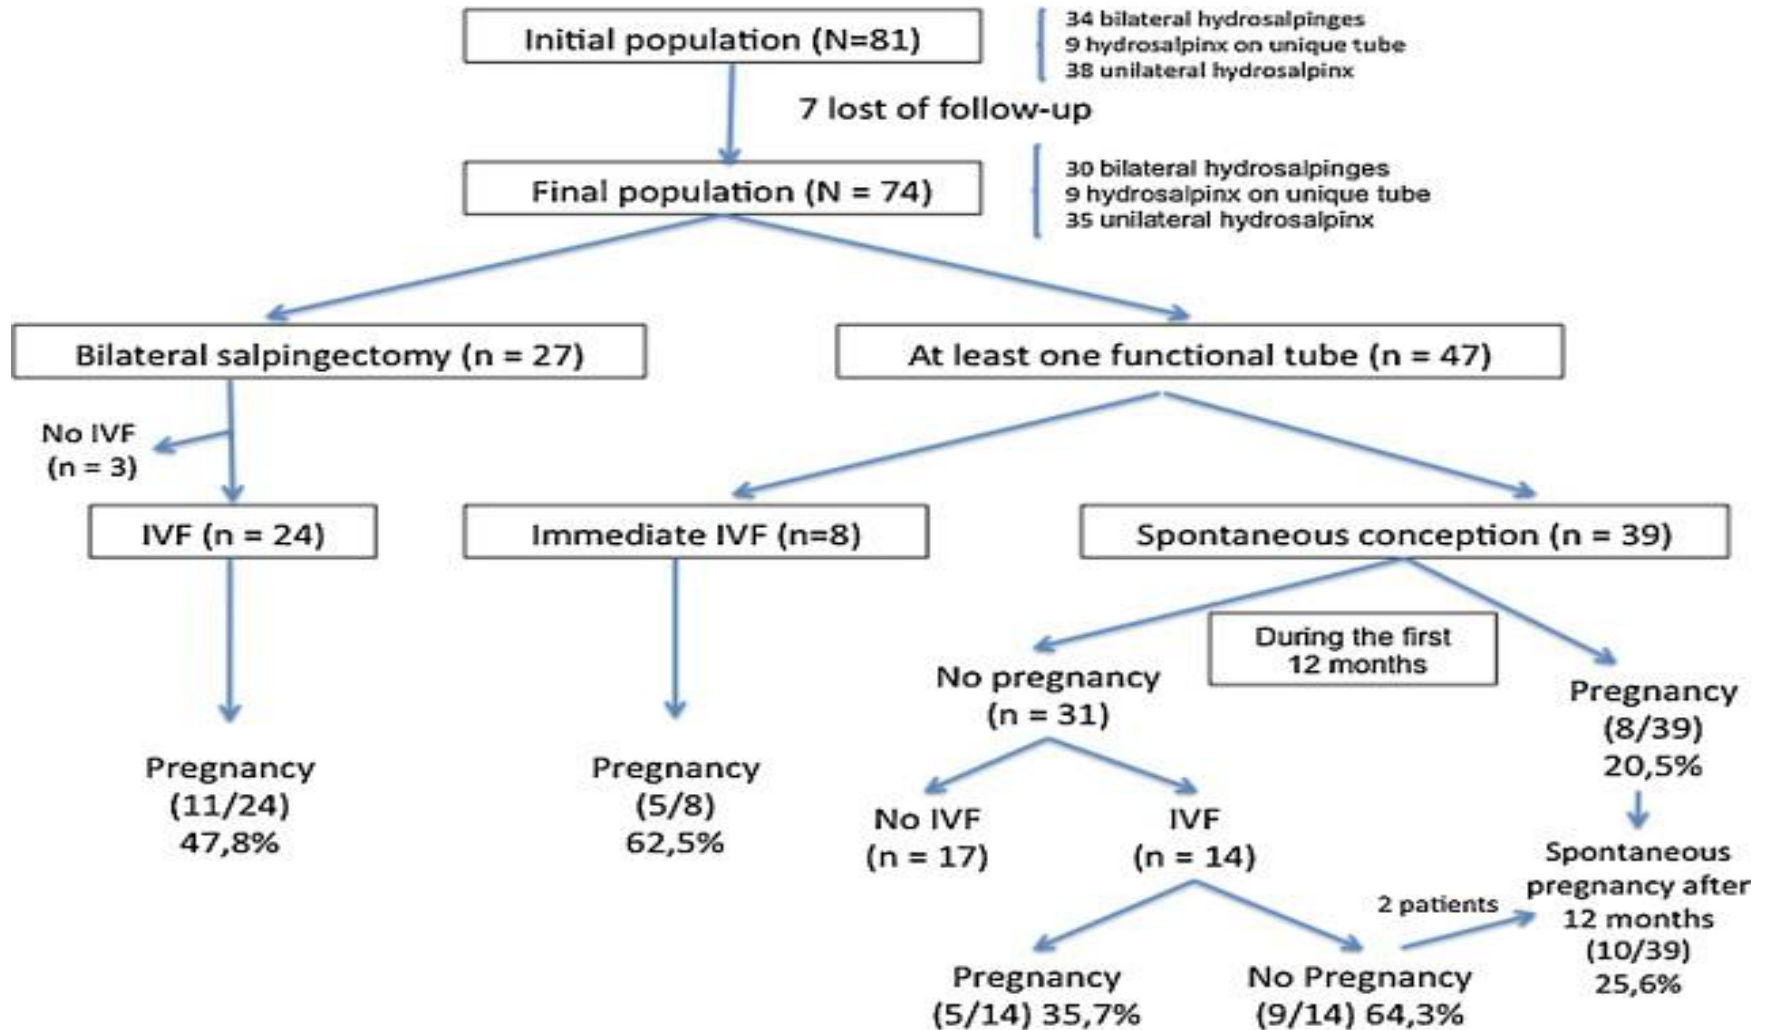 Initial population (N=81)
34 bilateral hydrosalpinges
9 hydrosalpinx on unique tube
38 unilateral hydrosalpinx
7 lost of follow-up
Final population (N = 74)
30 bilateral hydrosalpinges
9 hydrosalpinx on unique tube
35 unilateral hydrosalpinx
Bilateral salpingectomy (n = 27)
At least one functional tube (n = 47)
No IVF
(n = 3)
IVF (n = 24)
Immediate IVF (n=8)
Spontaneous conception (n = 39)
During the first
12 months
No pregnancy
(n = 31)
Pregnancy
(8/39)
20,5%
Pregnancy
(11/24)
47,8%
Pregnancy
(5/8)
62,5%
No IVF
(n = 17)
IVF
(n = 14)
Spontaneous
pregnancy after
12 months
(10/39)
25,6%
2 patients
Pregnancy
(5/14) 35,7%
No Pregnancy
(9/14) 64,3%